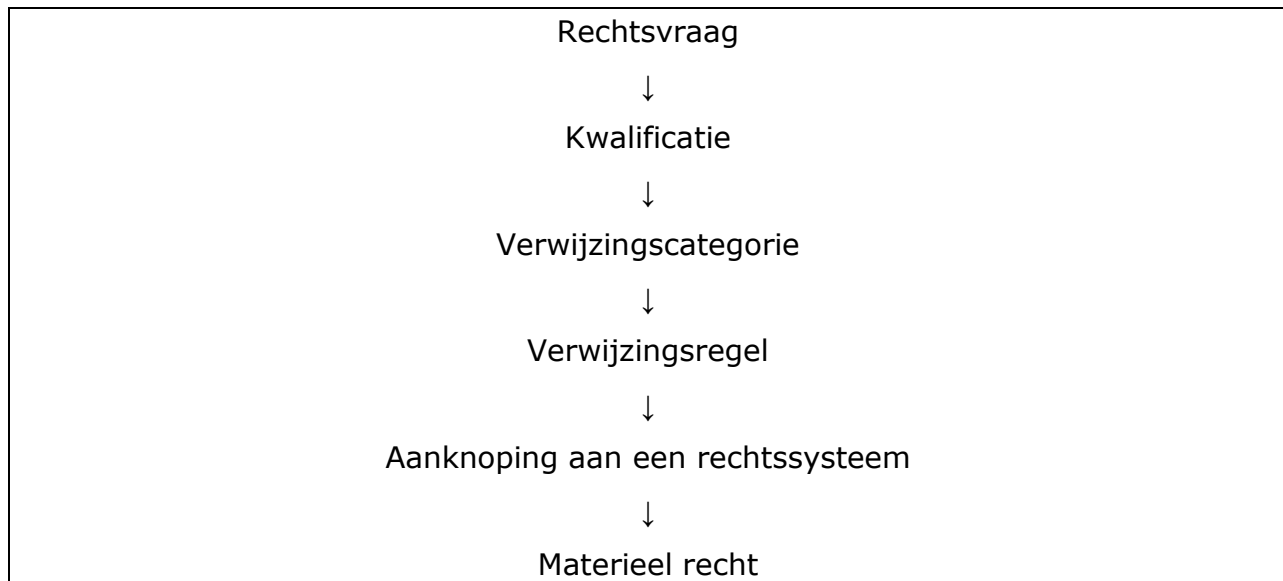 Rechtsvraag
↓
Kwalificatie
↓
Verwijzingscategorie
↓
Verwijzingsregel
↓
Aanknoping aan een rechtssysteem
↓
Materieel recht